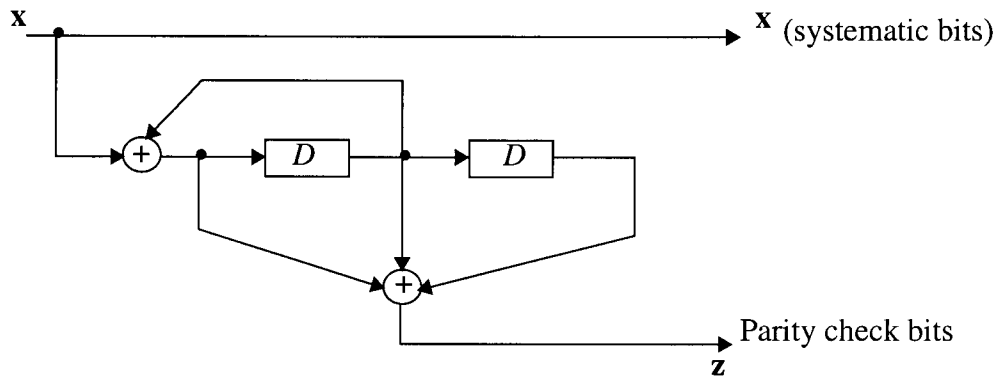 x
x (systematic bits)
+
D
D
+
Parity check bits
z